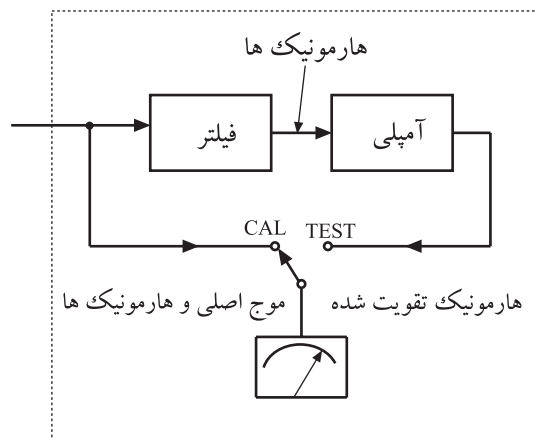 هارمونیک ها
فیلتر
آمپلی
CAL TEST
موج اصلی و هارمونیک ها
هارمونیک تقویت شده